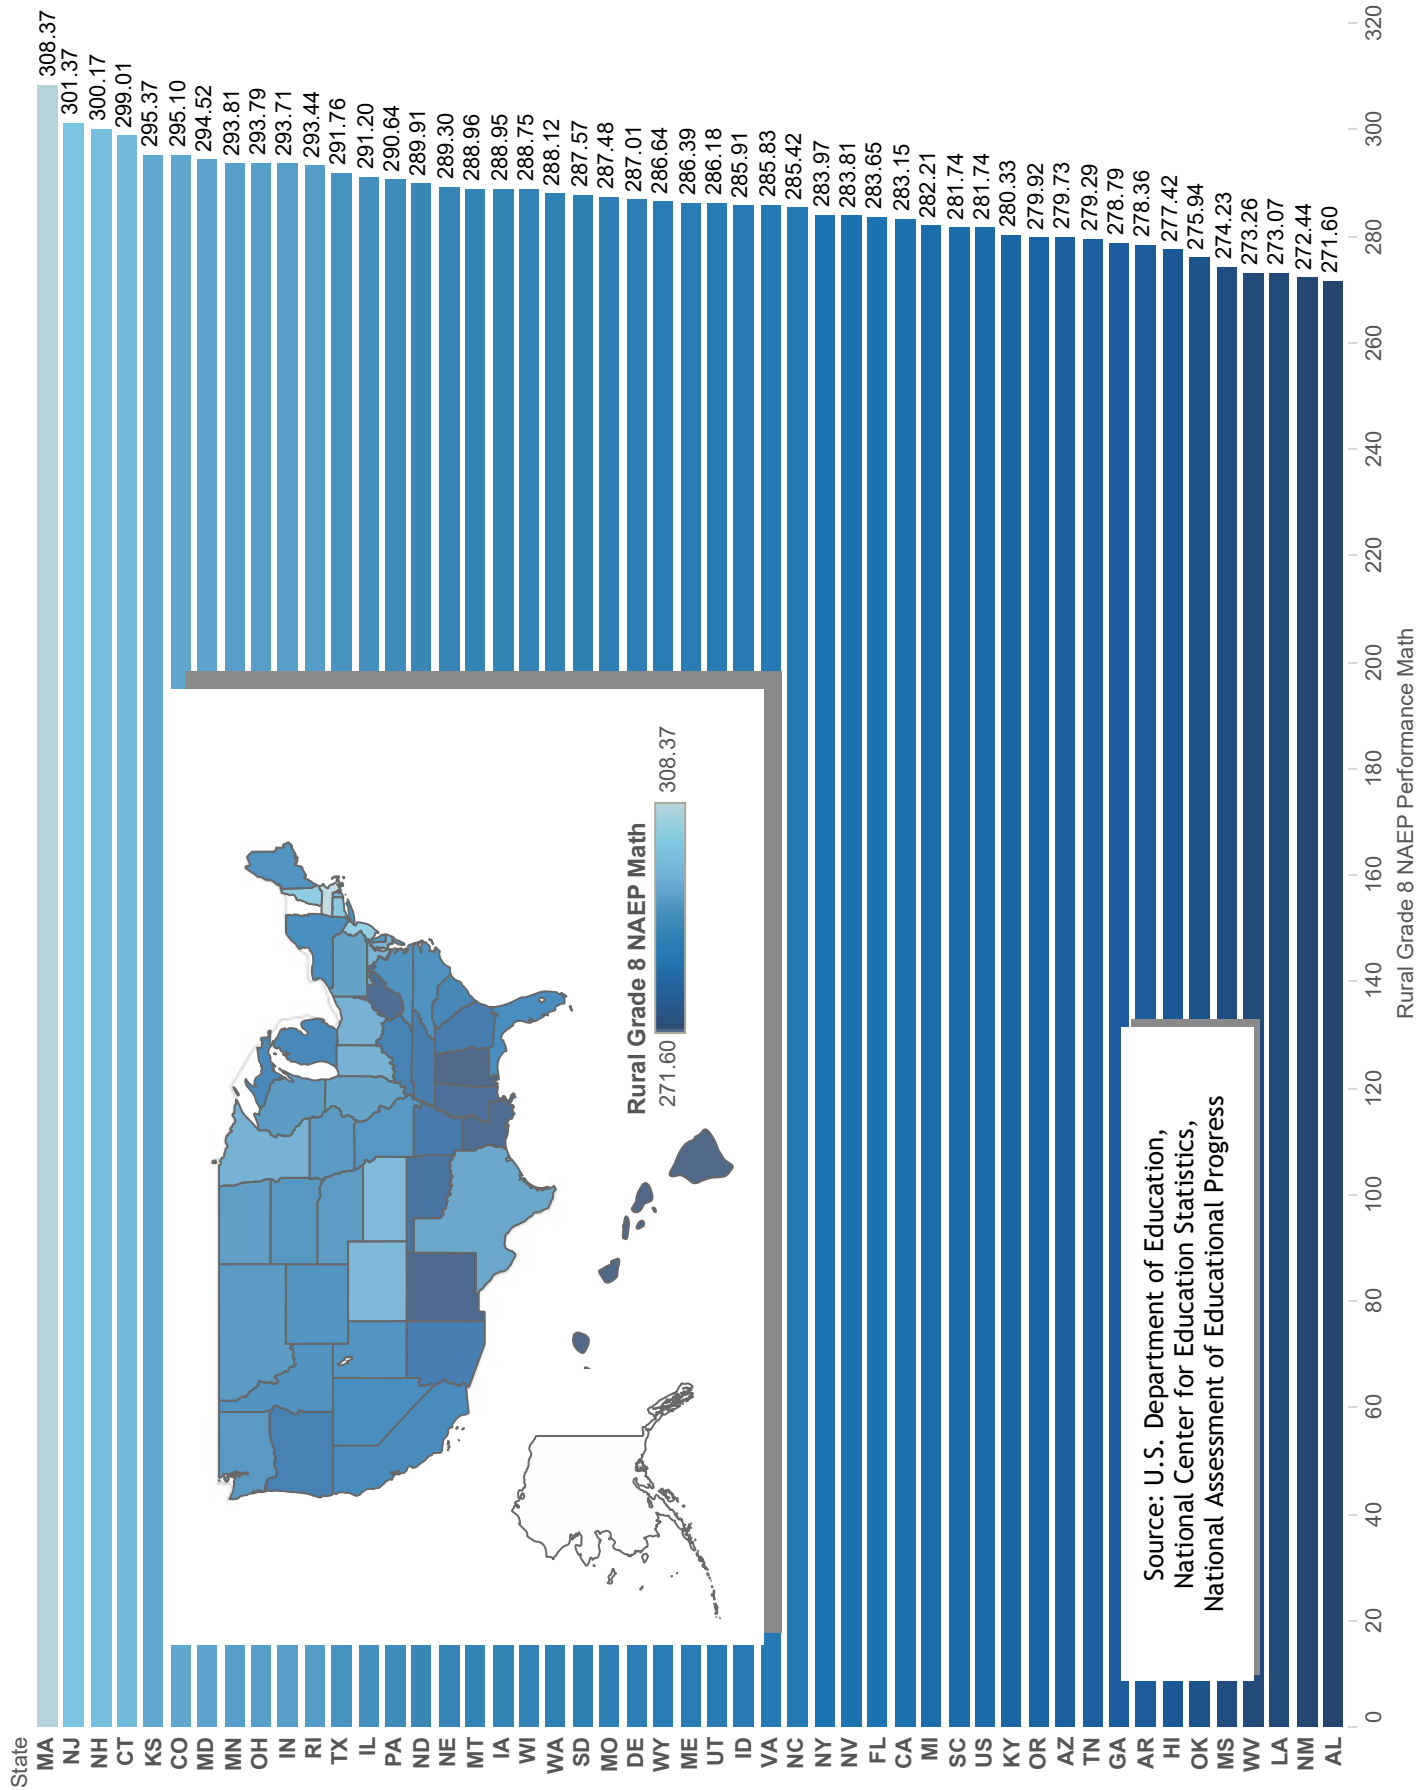 State
MA 308.37
NJ 301.37
NH 300.17
CT 299.01
KS 295.37
CO 295.10
MD 294.52
MN 293.81
OH 293.79
IN 293.71
RI 293.44
TX 291.76
IL 291.20
PA 290.64
ND 289.91
NE 289.30
MT 288.96
IA 288.95
WI 288.75
WA 288.12
SD 287.57
MO 287.48
DE 287.01
WY 286.64
ME 286.39
UT 286.18
ID 285.91
VA 285.83
NC 285.42
NY 283.97
NV 283.81
FL 283.65
CA 283.15
MI 282.21
SC 281.74
US 281.74
KY 280.33
OR 279.92
AZ 279.73
TN 279.29
GA 278.79
AR 278.36
HI 277.42
OK 275.94
MS 274.23
WV 273.26
LA 273.07
NM 272.44
AL 271.60
0 20 40 60 80 100 120 140 160 180 200 220 240 260 280 300 320
Rural Grade 8 NAEP Performance Math
Rural Grade 8 NAEP Math
271.60 308.37
Source: U.S. Department of Education,
National Center for Education Statistics,
National Assessment of Educational Progress